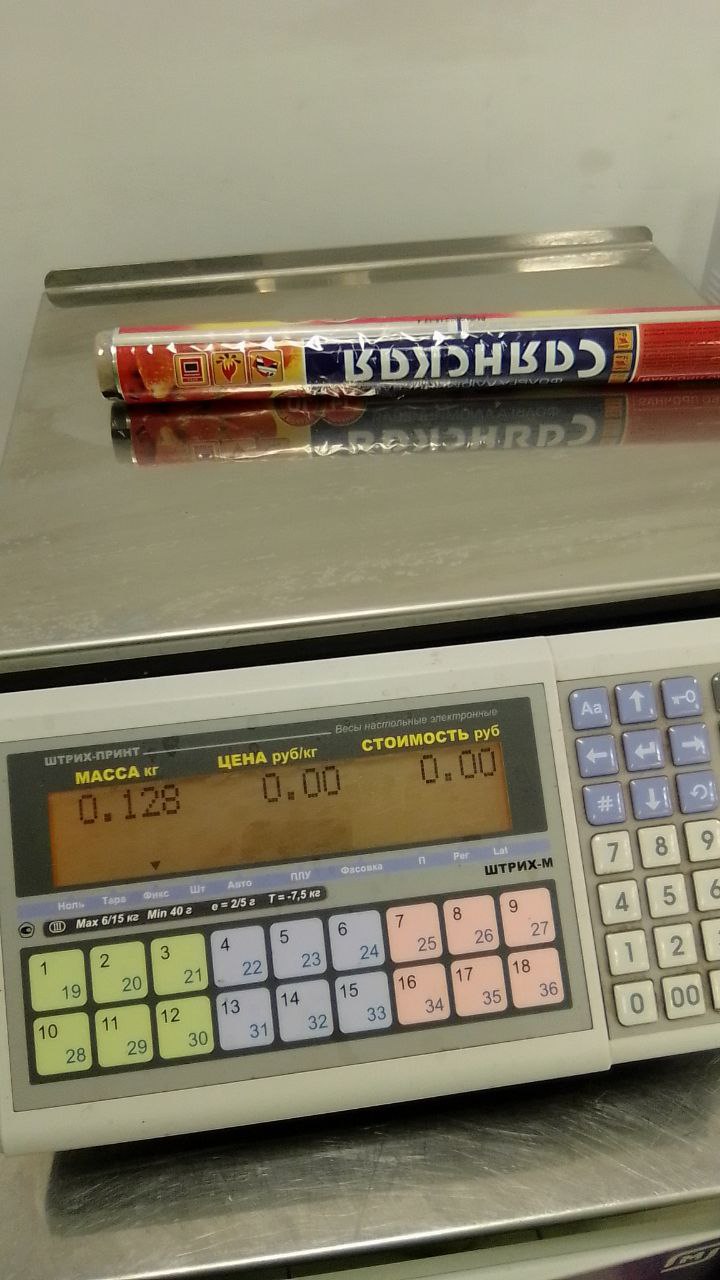 Саянская
ШТРИХ-ПРИНТ
Весы настольные электронные
МАССА кг ЦЕНА руб/кг СТОИМОСТЬ руб
0.128 0.00 0.00
Ноль Тара Фикс Шт Авто ПЛУ Фасовка П Рег Lat
ШТРИХ-М
Max 6/15 кг Min 40 г e = 2/5 г T = -7,5 кг
1 19 2 20 3 21 4 22 5 23 6 24 7 25 8 26 9 27
10 28 11 29 12 30 13 31 14 32 15 33 16 34 17 35 18 36
Aa
#
7 8 9
4 5 6
1 2
0 00